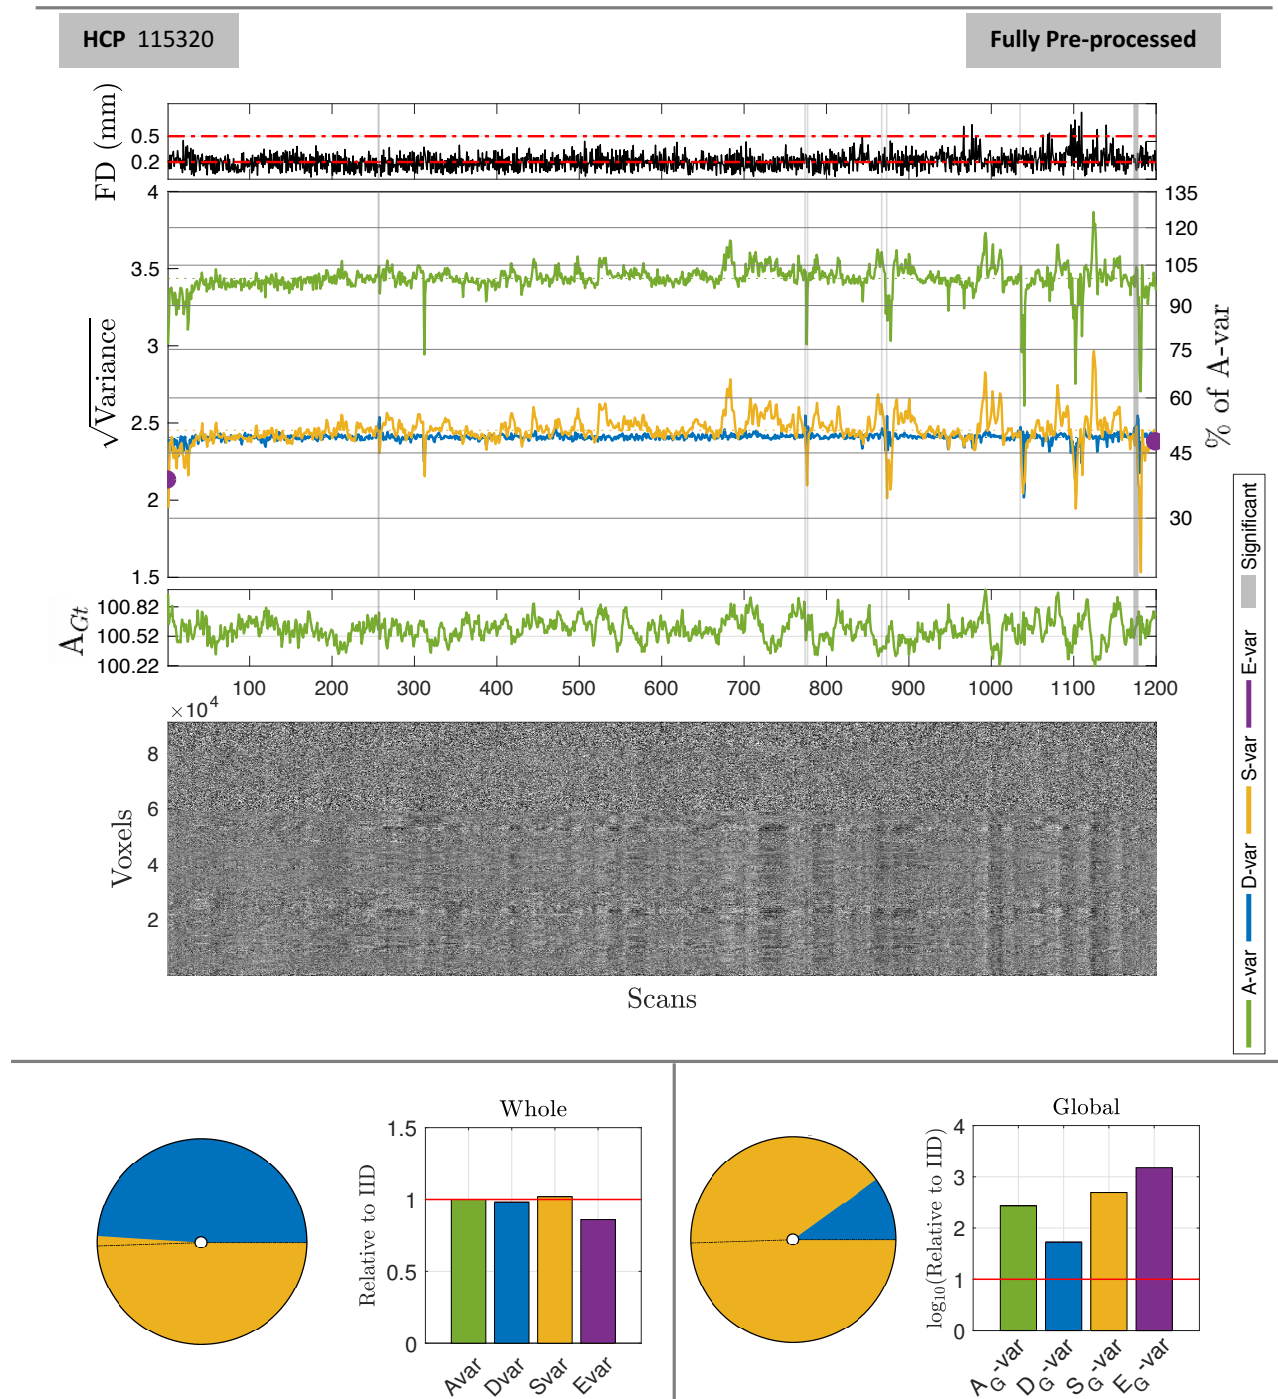 HCP 115320
Fully Pre-processed
FD (mm)
0.5
0.2
√Variance
4
3.5
3
2.5
2
1.5
% of A-var
135
120
105
90
75
60
45
30
A_Gt
100.82
100.52
100.22
100 200 300 400 500 600 700 800 900 1000 1100 1200
×10^4
Voxels
8
6
4
2
Scans
A-var D-var S-var E-var Significant
Whole
Relative to IID
1.5
1
0.5
0
Avar Dvar Svar Evar
Global
log10(Relative to IID)
4
3
2
1
0
A_G-var D_G-var S_G-var E_G-var